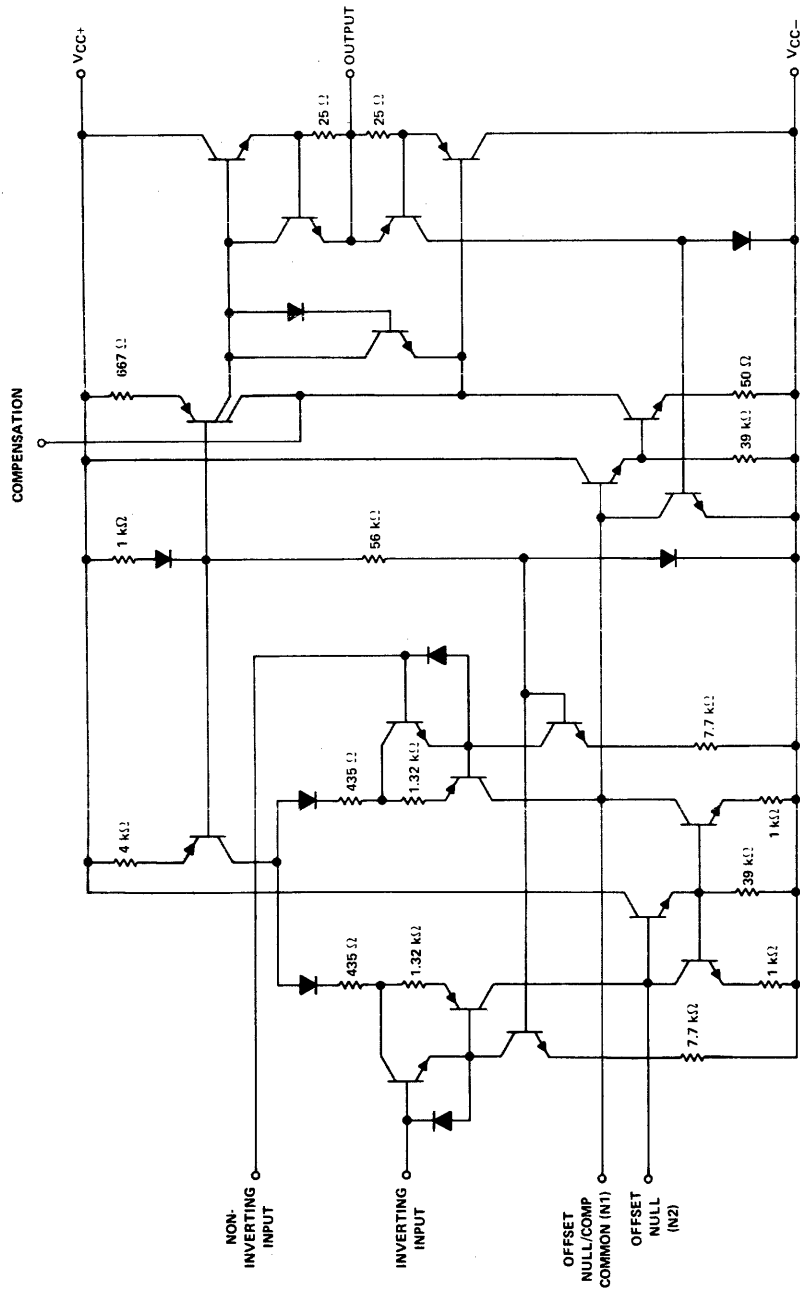 COMPENSATION
VCC+
OUTPUT
VCC−
667 Ω
25 Ω
25 Ω
50 Ω
39 kΩ
1 kΩ
56 kΩ
4 kΩ
435 Ω
1.32 kΩ
7.7 kΩ
1 kΩ
39 kΩ
435 Ω
1.32 kΩ
1 kΩ
7.7 kΩ
NON-
INVERTING
INPUT
INVERTING
INPUT
OFFSET
NULL/COMP
COMMON (N1)
OFFSET
NULL
(N2)